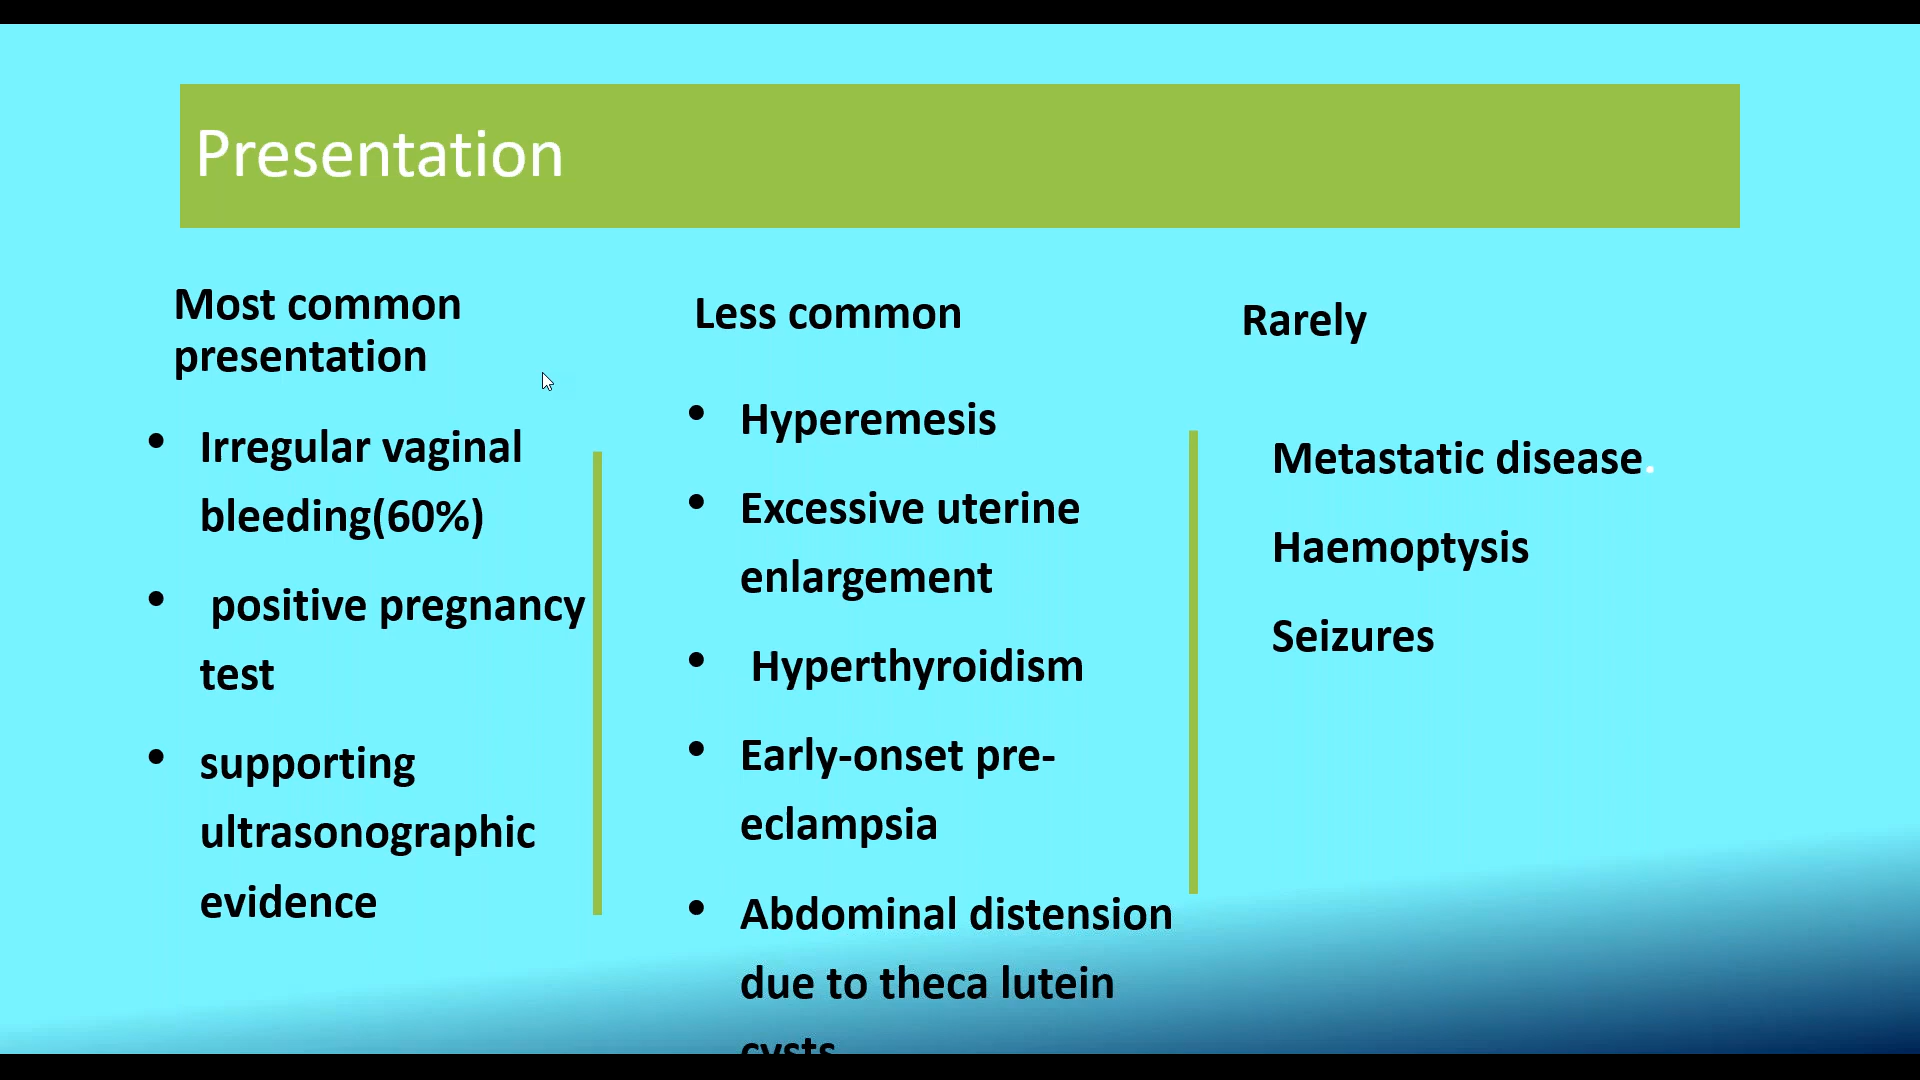 Presentation
Most common
presentation
• Irregular vaginal
bleeding(60%)
• positive pregnancy
test
• supporting
ultrasonographic
evidence
Less common
• Hyperemesis
• Excessive uterine
enlargement
• Hyperthyroidism
• Early-onset pre-
eclampsia
• Abdominal distension
due to theca lutein
cysts
Rarely
Metastatic disease.
Haemoptysis
Seizures